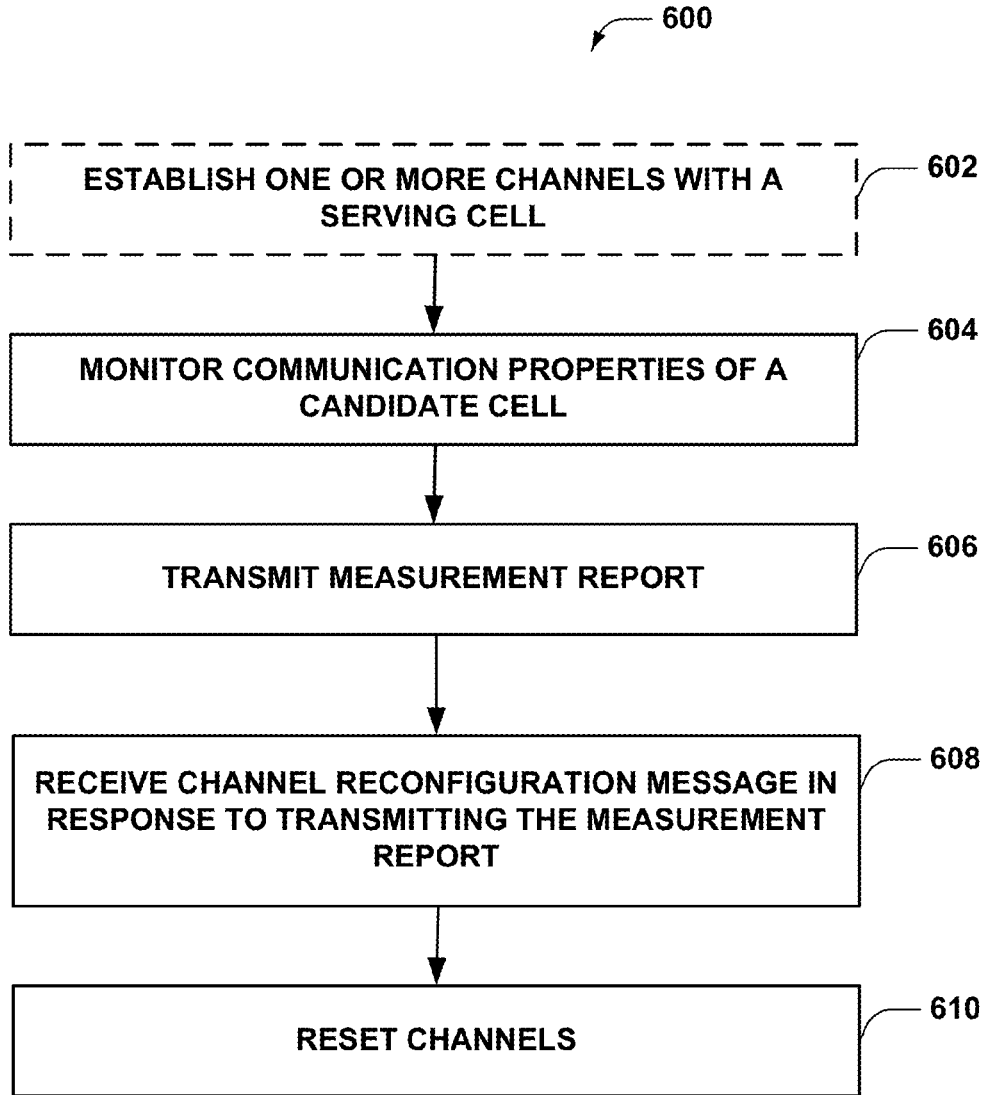 600
ESTABLISH ONE OR MORE CHANNELS WITH A
SERVING CELL
602
MONITOR COMMUNICATION PROPERTIES OF A
CANDIDATE CELL
604
TRANSMIT MEASUREMENT REPORT
606
RECEIVE CHANNEL RECONFIGURATION MESSAGE IN
RESPONSE TO TRANSMITTING THE MEASUREMENT
REPORT
608
RESET CHANNELS
610